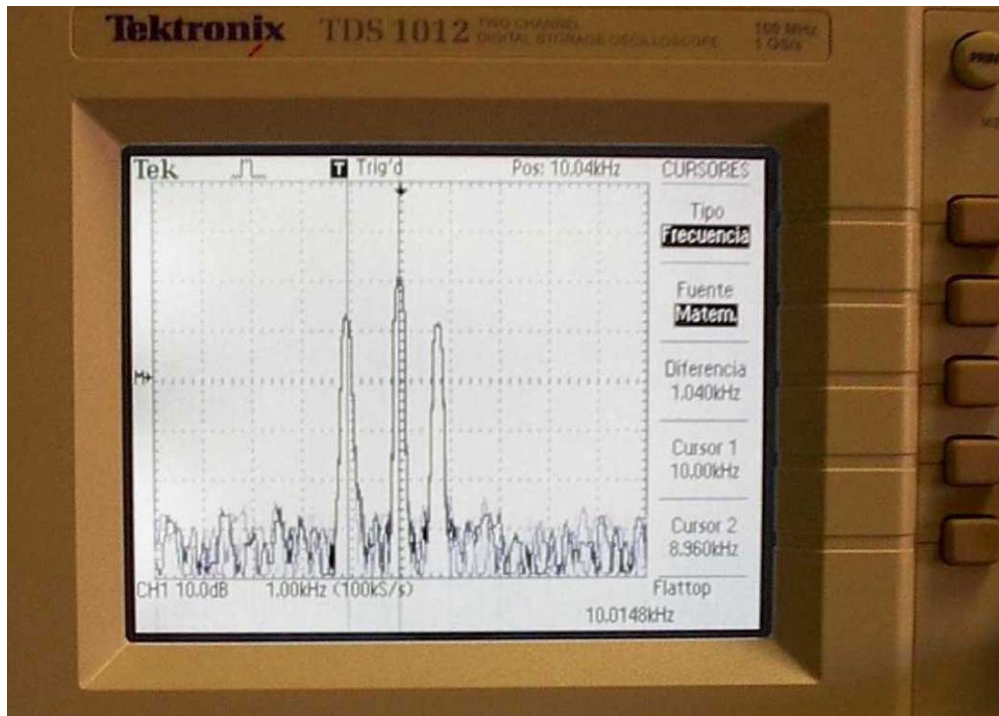 Tektronix TDS 1012 TWO CHANNEL DIGITAL STORAGE OSCILLOSCOPE 100 MHz 1 GS/s
Tek T Trig'd Pos: 10.04kHz CURSORES
Tipo
Frecuencia
Fuente
Matem.
M
Diferencia
1.040kHz
Cursor 1
10.00kHz
Cursor 2
8.960kHz
CH1 10.0dB 1.00kHz (100kS/s) Flattop
10.0148kHz